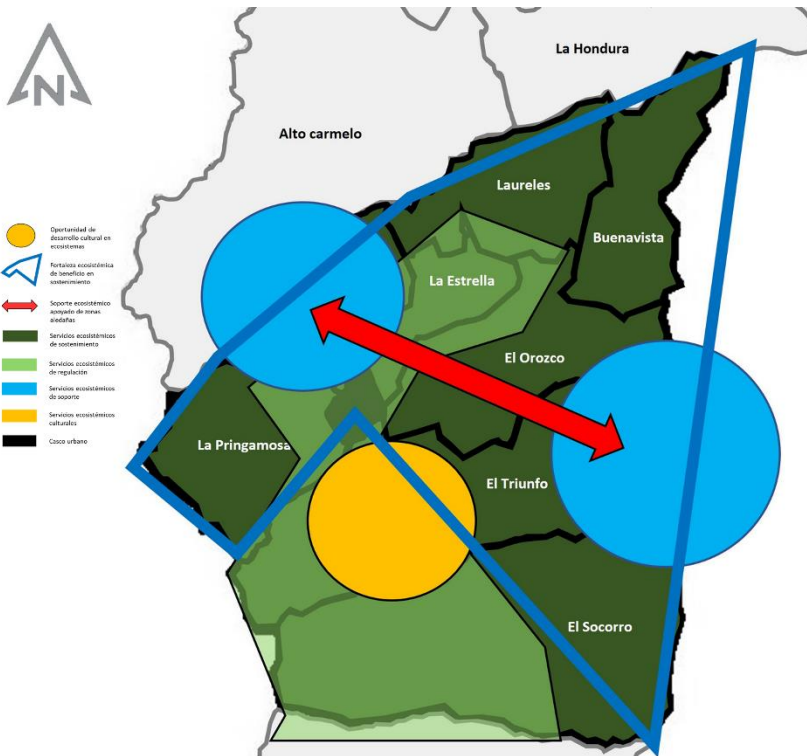 N
La Hondura
Alto carmelo
Laureles
Buenavista
La Estrella
El Orozco
La Pringamosa
El Triunfo
El Socorro
Oportunidad de
desarrollo cultural en
ecosistemas
Fortaleza ecosistémica
de beneficio en
sostenimiento
Soporte ecosistémico
apoyado de zonas
aledañas
Servicios ecosistémicos
de sostenimiento
Servicios ecosistémicos
de regulación
Servicios ecosistémicos
de soporte
Servicios ecosistémicos
culturales
Casco urbano